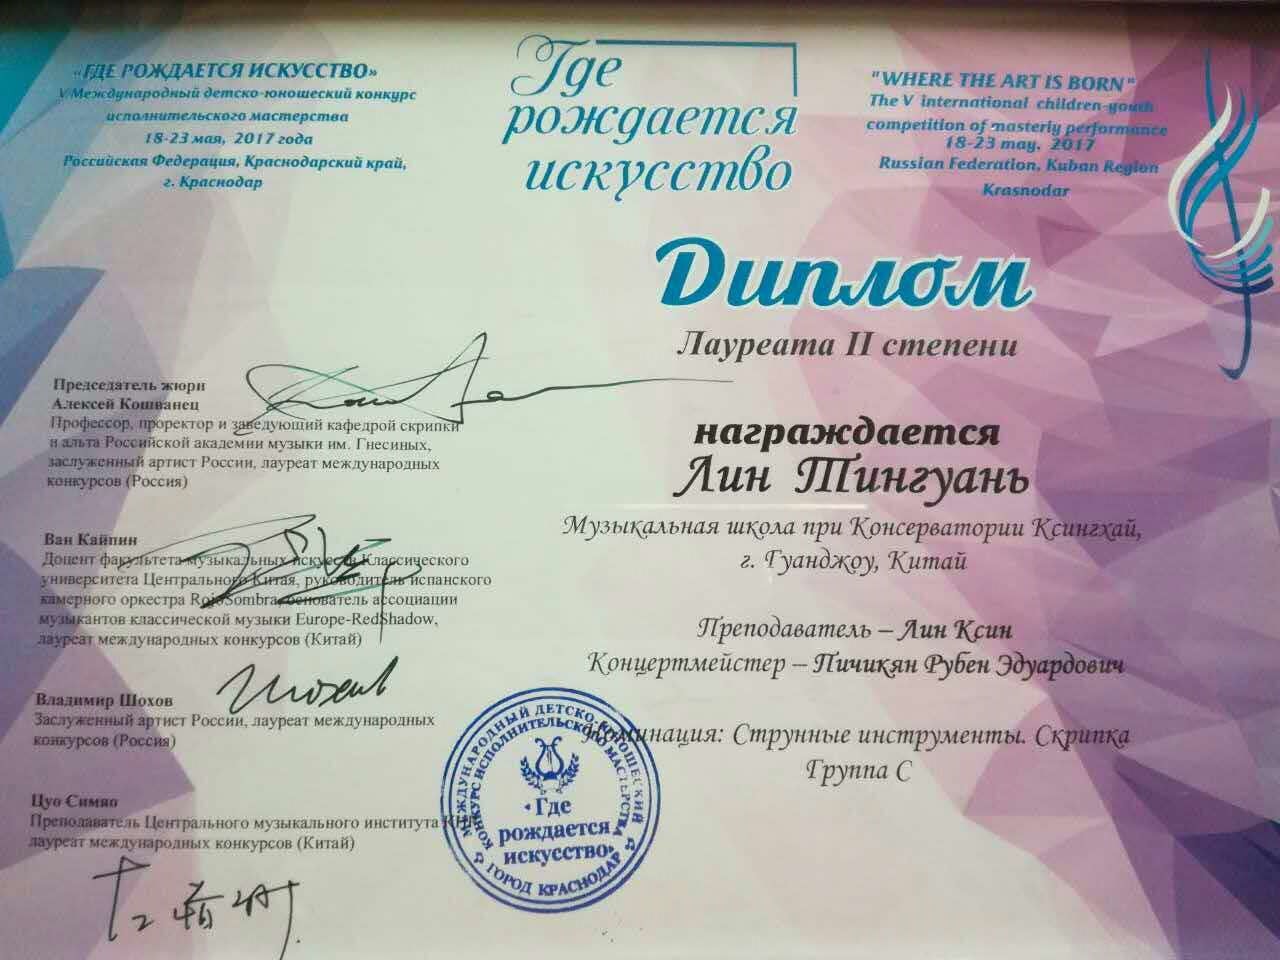 «ГДЕ РОЖДАЕТСЯ ИСКУССТВО»
V Международный детско-юношеский конкурс
исполнительского мастерства
18-23 мая, 2017 года
Российская Федерация, Краснодарский край,
г. Краснодар
Где
рождается
искусство
"WHERE THE ART IS BORN"
The V international children-youth
competition of masterly performance
18-23 may, 2017
Russian Federation, Kuban Region
Krasnodar
Диплом
Лауреата II степени
награждается
Лин Тингуань
Музыкальная школа при Консерватории Ксингхай,
г. Гуанджоу, Китай
Преподаватель – Лин Ксин
Концертмейстер – Пичикян Рубен Эдуардович
Номинация: Струнные инструменты. Скрипка
Группа С
Председатель жюри
Алексей Кошванец
Профессор, проректор и заведующий кафедрой скрипки
и альта Российской академии музыки им. Гнесиных,
заслуженный артист России, лауреат международных
конкурсов (Россия)
Ван Кайпин
Доцент факультета музыкальных искусств Классического
университета Центрального Китая, руководитель испанского
камерного оркестра RojoSombra, основатель ассоциации
музыкантов классической музыки Europe-RedShadow,
лауреат международных конкурсов (Китай)
Владимир Шохов
Заслуженный артист России, лауреат международных
конкурсов (Россия)
Цуо Симяо
Преподаватель Центрального музыкального института КНР
лауреат международных конкурсов (Китай)
МЕЖДУНАРОДНЫЙ ДЕТСКО-ЮНОШЕСКИЙ
КОНКУРС ИСПОЛНИТЕЛЬСКОГО МАСТЕРСТВА
«Где
рождается
искусство»
ГОРОД КРАСНОДАР